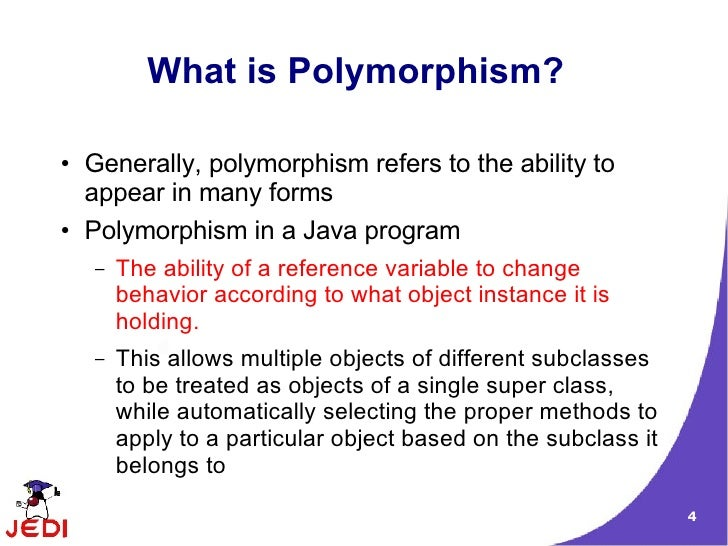 What is Polymorphism?
• Generally, polymorphism refers to the ability to
appear in many forms
• Polymorphism in a Java program
– The ability of a reference variable to change
behavior according to what object instance it is
holding.
– This allows multiple objects of different subclasses
to be treated as objects of a single super class,
while automatically selecting the proper methods to
apply to a particular object based on the subclass it
belongs to
JEDI
4